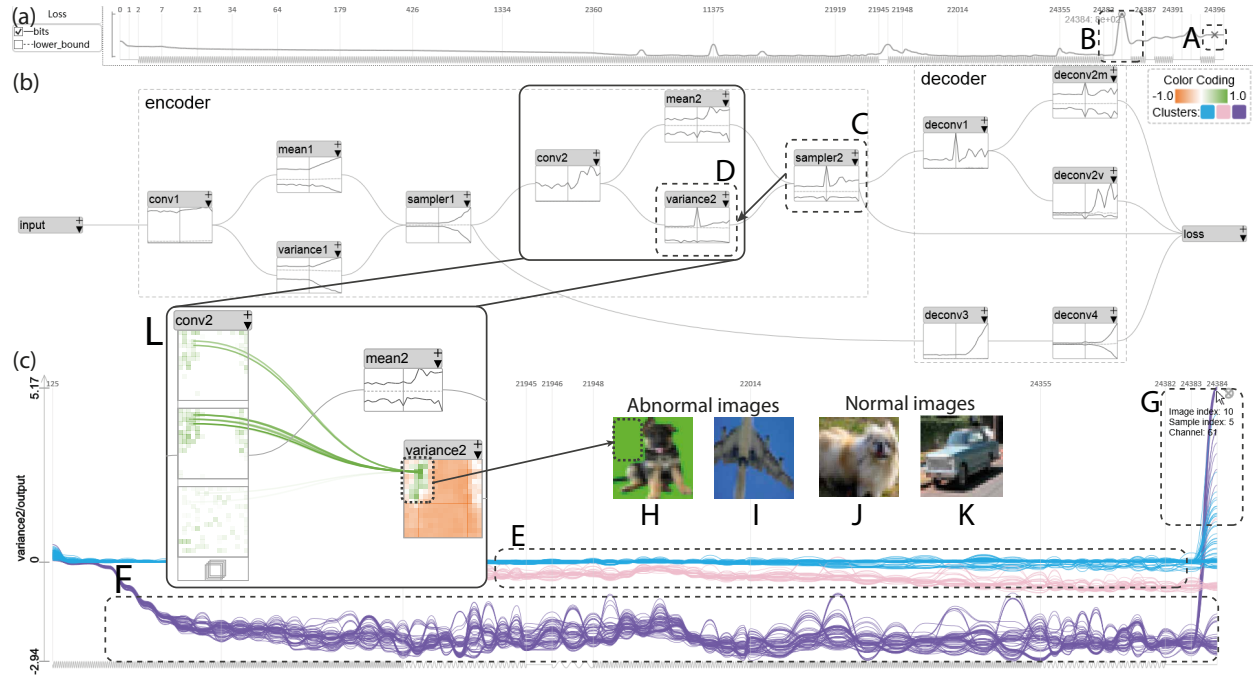 (a)
Loss
bits
lower_bound
0 1 2 7 21 34 64 179 426 1334 2360 11375 21919 21945 21948 22014 24355 24382 24387 24391 24396
24384: 8e+02
B
A
(b)
encoder
decoder
Color Coding
-1.0 1.0
Clusters:
input
conv1
mean1
variance1
sampler1
conv2
mean2
variance2
D
C
sampler2
deconv1
deconv2m
deconv2v
deconv3
deconv4
loss
(c)
L
conv2
mean2
variance2
125 21945 21946 21948 22014 24355 24382 24383 24384
5.17
0
-2.94
variance2/output
Abnormal images
Normal images
H
I
J
K
G
Image index: 10
Sample index: 5
Channel: 61
E
F